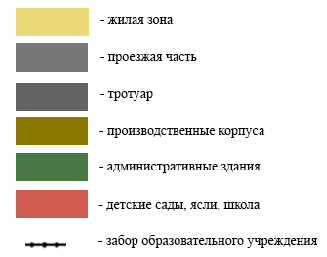 - жилая зона
- проезжая часть
- тротуар
- производственные корпуса
- административные здания
- детские сады, ясли, школа
- забор образовательного учреждения